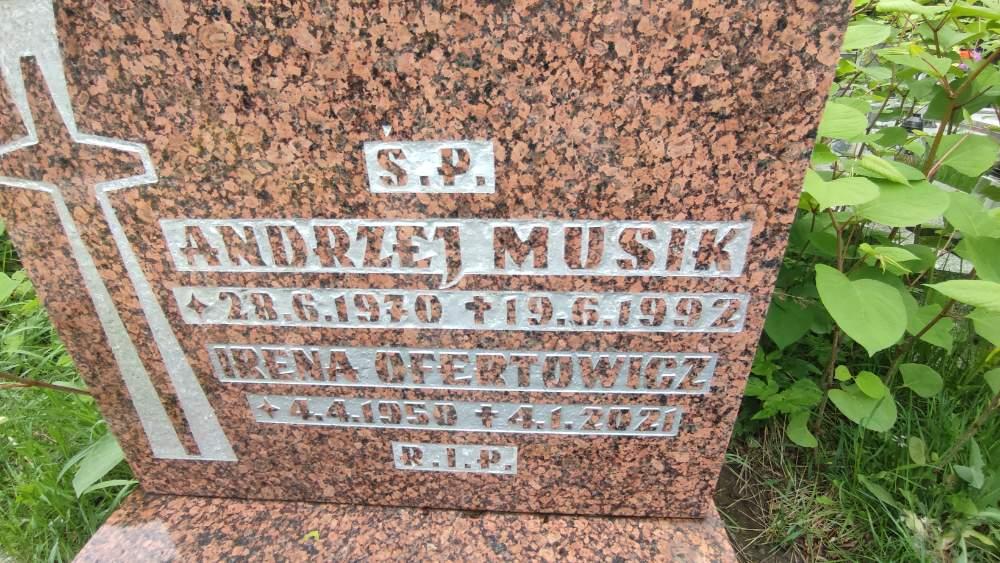 Ś.P.
ANDRZEJ MUSIK
✦28.6.1970 ✝19.6.1992
IRENA OFERTOWICZ
✦4.4.1950 ✝4.1.2021
R.I.P.